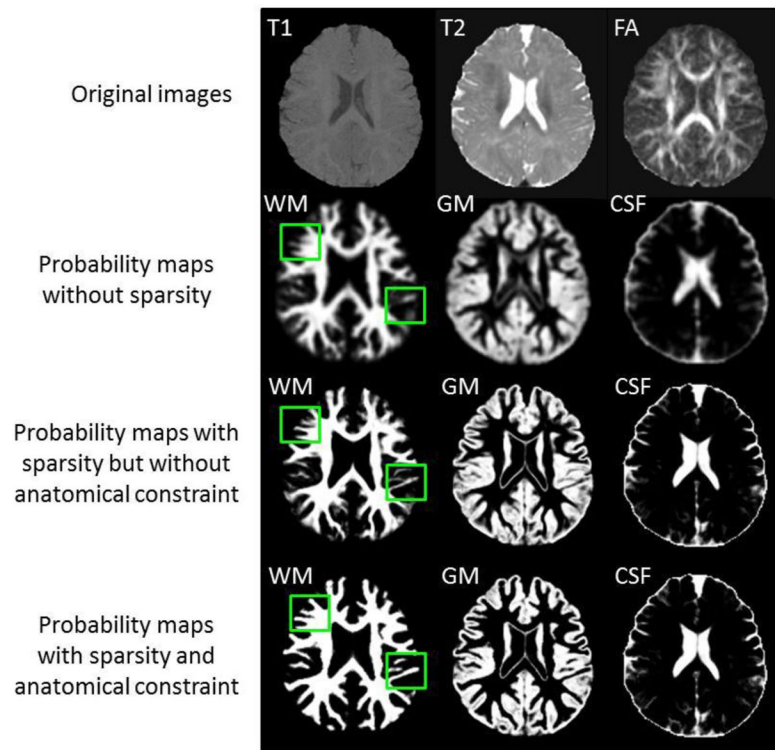 T1 T2 FA
Original images
WM GM CSF
Probability maps
without sparsity
WM GM CSF
Probability maps with
sparsity but without
anatomical constraint
WM GM CSF
Probability maps
with sparsity and
anatomical constraint